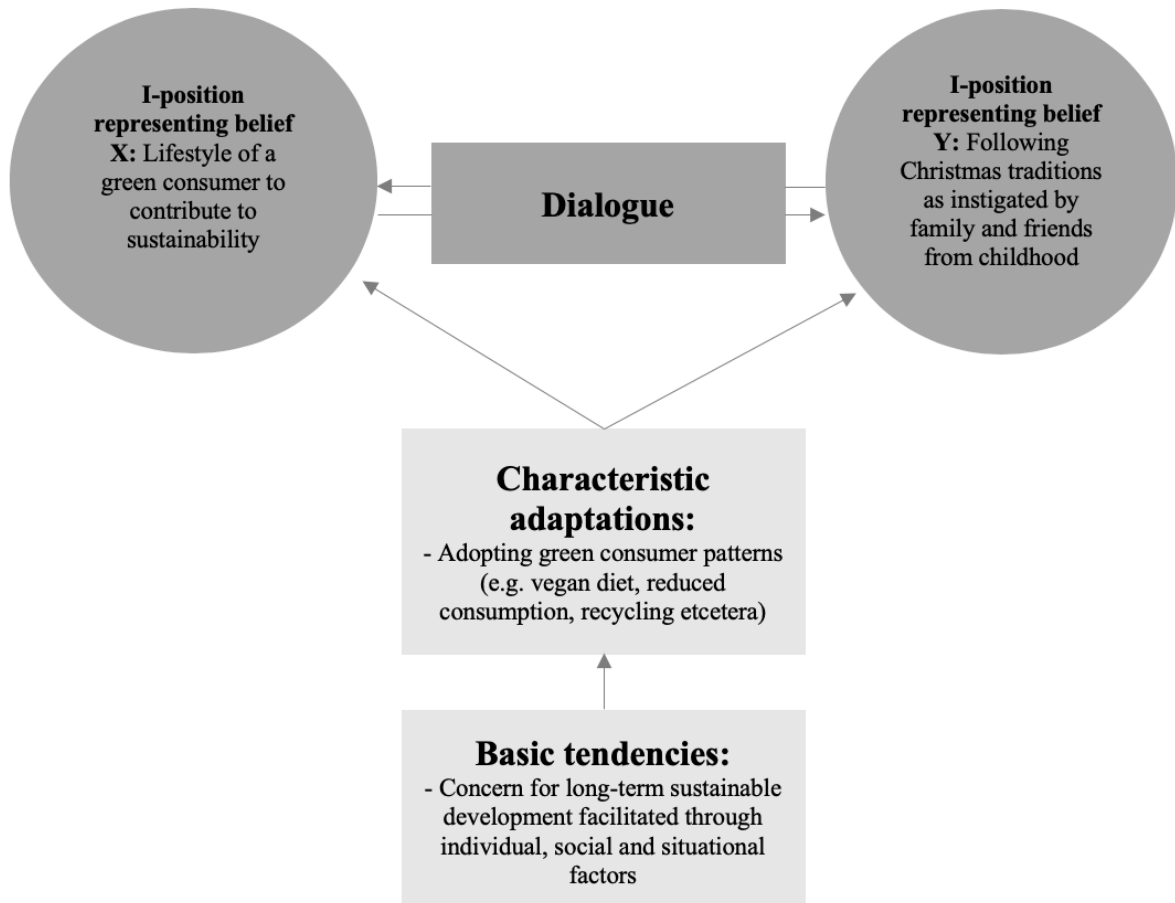 I-position
representing belief
X: Lifestyle of a
green consumer to
contribute to
sustainability
Dialogue
I-position
representing belief
Y: Following
Christmas traditions
as instigated by
family and friends
from childhood
Characteristic
adaptations:
- Adopting green consumer patterns
(e.g. vegan diet, reduced
consumption, recycling etcetera)
Basic tendencies:
- Concern for long-term sustainable
development facilitated through
individual, social and situational
factors